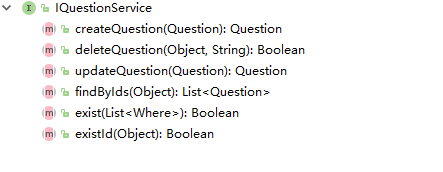 IQuestionService
createQuestion(Question): Question
deleteQuestion(Object, String): Boolean
updateQuestion(Question): Question
findByIds(Object): List<Question>
exist(List<Where>): Boolean
existId(Object): Boolean